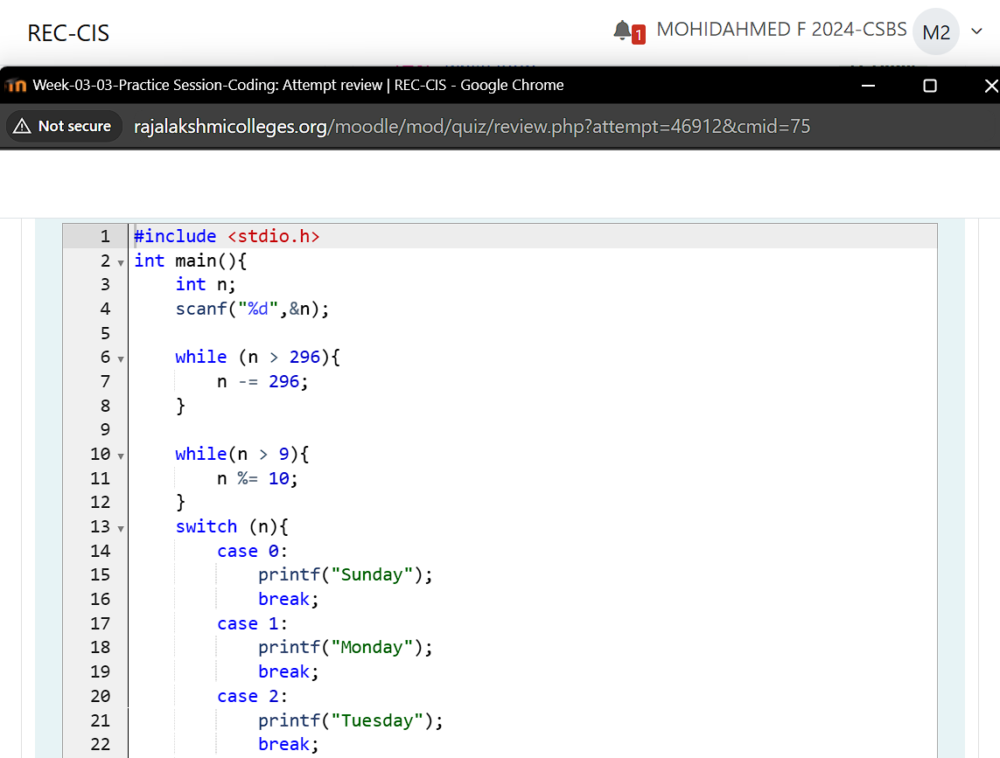 REC-CIS
1 MOHIDAHMED F 2024-CSBS M2
Week-03-03-Practice Session-Coding: Attempt review | REC-CIS - Google Chrome
Not secure rajalakshmicolleges.org/moodle/mod/quiz/review.php?attempt=46912&cmid=75
1 #include <stdio.h>
2 int main(){
3     int n;
4     scanf("%d",&n);
5
6     while (n > 296){
7         n -= 296;
8     }
9
10     while(n > 9){
11         n %= 10;
12     }
13     switch (n){
14         case 0:
15             printf("Sunday");
16             break;
17         case 1:
18             printf("Monday");
19             break;
20         case 2:
21             printf("Tuesday");
22             break;